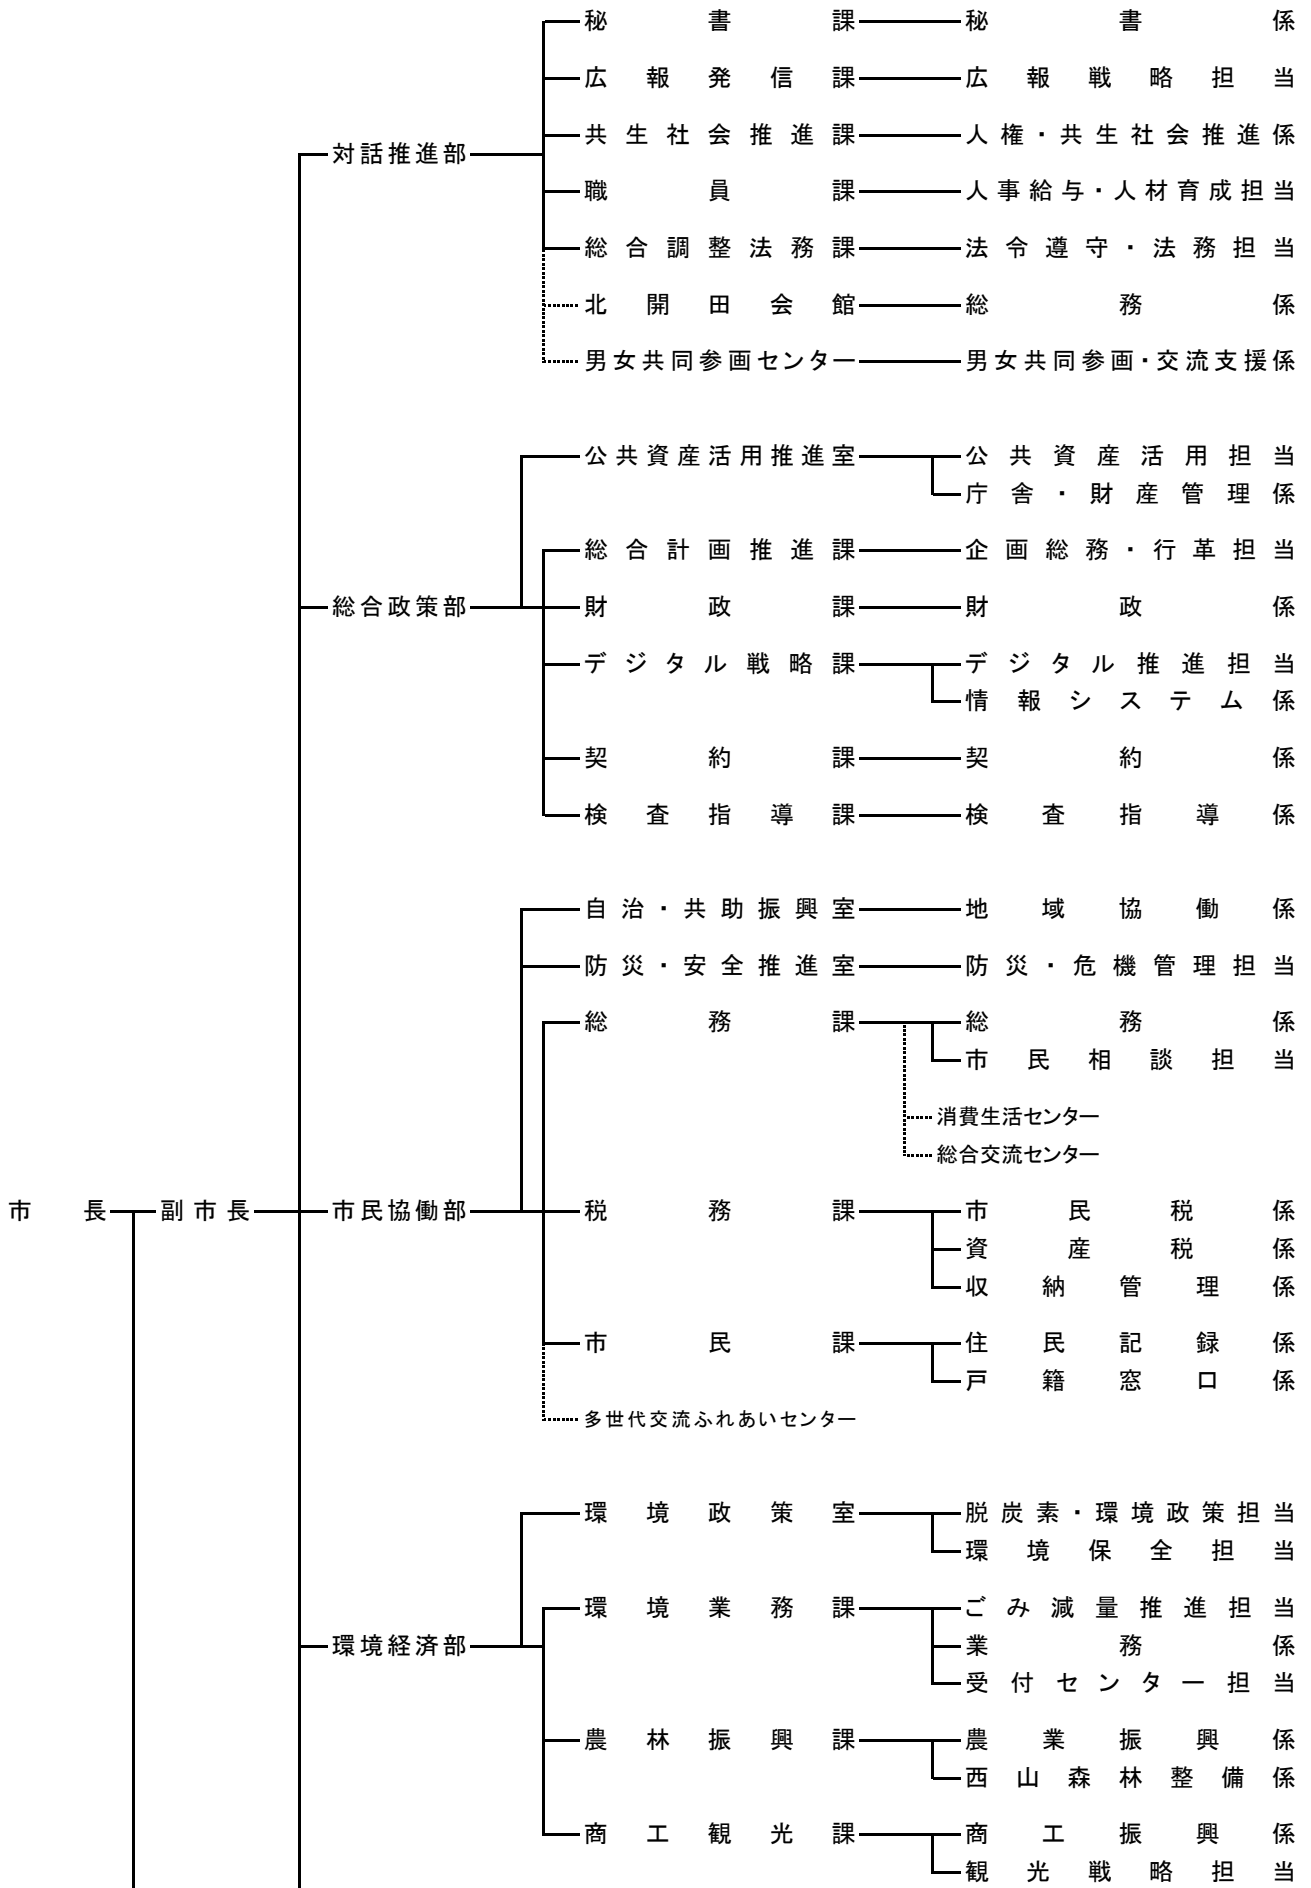 秘書課 秘書係
広報発信課 広報戦略担当
共生社会推進課 人権・共生社会推進係
対話推進部
職員課 人事給与・人材育成担当
総合調整法務課 法令遵守・法務担当
北開田会館 総務係
男女共同参画センター 男女共同参画・交流支援係
公共資産活用推進室 公共資産活用担当
庁舎・財産管理係
総合計画推進課 企画総務・行革担当
総合政策部 財政課 財政係
デジタル戦略課 デジタル推進担当
情報システム係
契約課 契約係
検査指導課 検査指導係
自治・共助振興室 地域協働係
防災・安全推進室 防災・危機管理担当
総務課 総務係
市民相談担当
消費生活センター
総合交流センター
市長 副市長 市民協働部 税務課 市民税係
資産税係
収納管理係
市民課 住民記録係
戸籍窓口係
多世代交流ふれあいセンター
環境政策室 脱炭素・環境政策担当
環境保全担当
環境業務課 ごみ減量推進担当
環境経済部 業務係
受付センター担当
農林振興課 農業振興係
西山森林整備係
商工観光課 商工振興係
観光戦略担当